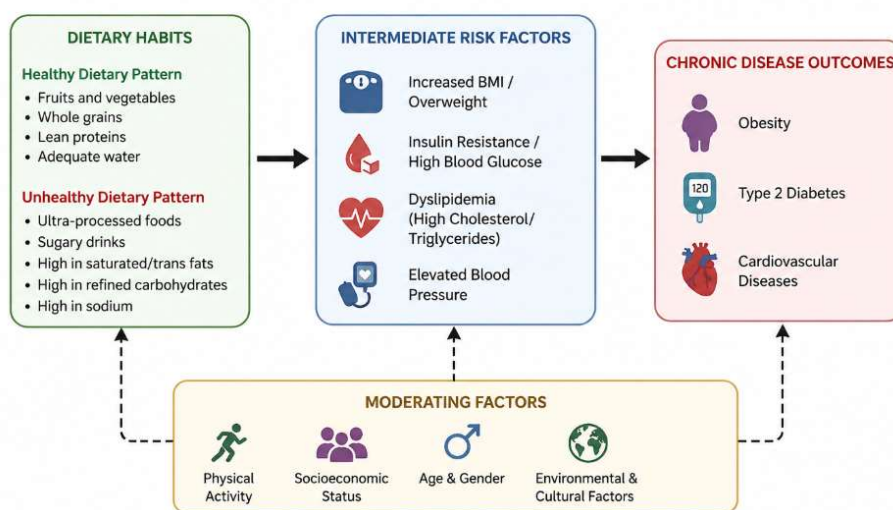 DIETARY HABITS
Healthy Dietary Pattern
• Fruits and vegetables
• Whole grains
• Lean proteins
• Adequate water
Unhealthy Dietary Pattern
• Ultra-processed foods
• Sugary drinks
• High in saturated/trans fats
• High in refined carbohydrates
• High in sodium
INTERMEDIATE RISK FACTORS
Increased BMI /
Overweight
Insulin Resistance /
High Blood Glucose
Dyslipidemia
(High Cholesterol/
Triglycerides)
Elevated Blood
Pressure
CHRONIC DISEASE OUTCOMES
Obesity
120
Type 2 Diabetes
Cardiovascular
Diseases
MODERATING FACTORS
Physical
Activity
Socioeconomic
Status
Age & Gender
Environmental &
Cultural Factors